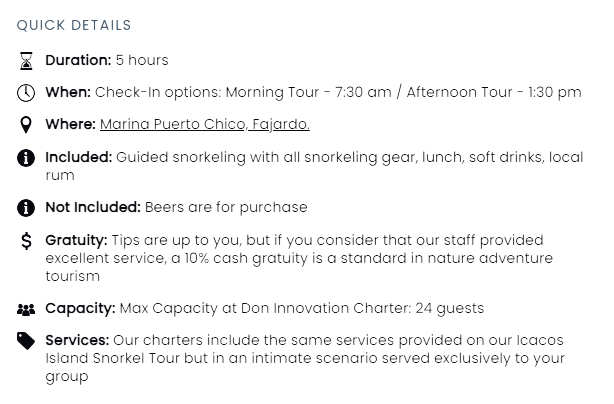 QUICK DETAILS
Duration: 5 hours
When: Check-In options: Morning Tour - 7:30 am / Afternoon Tour - 1:30 pm
Where: Marina Puerto Chico, Fajardo.
Included: Guided snorkeling with all snorkeling gear, lunch, soft drinks, local
rum
Not Included: Beers are for purchase
Gratuity: Tips are up to you, but if you consider that our staff provided
excellent service, a 10% cash gratuity is a standard in nature adventure
tourism
Capacity: Max Capacity at Don Innovation Charter: 24 guests
Services: Our charters include the same services provided on our Icacos
Island Snorkel Tour but in an intimate scenario served exclusively to your
group